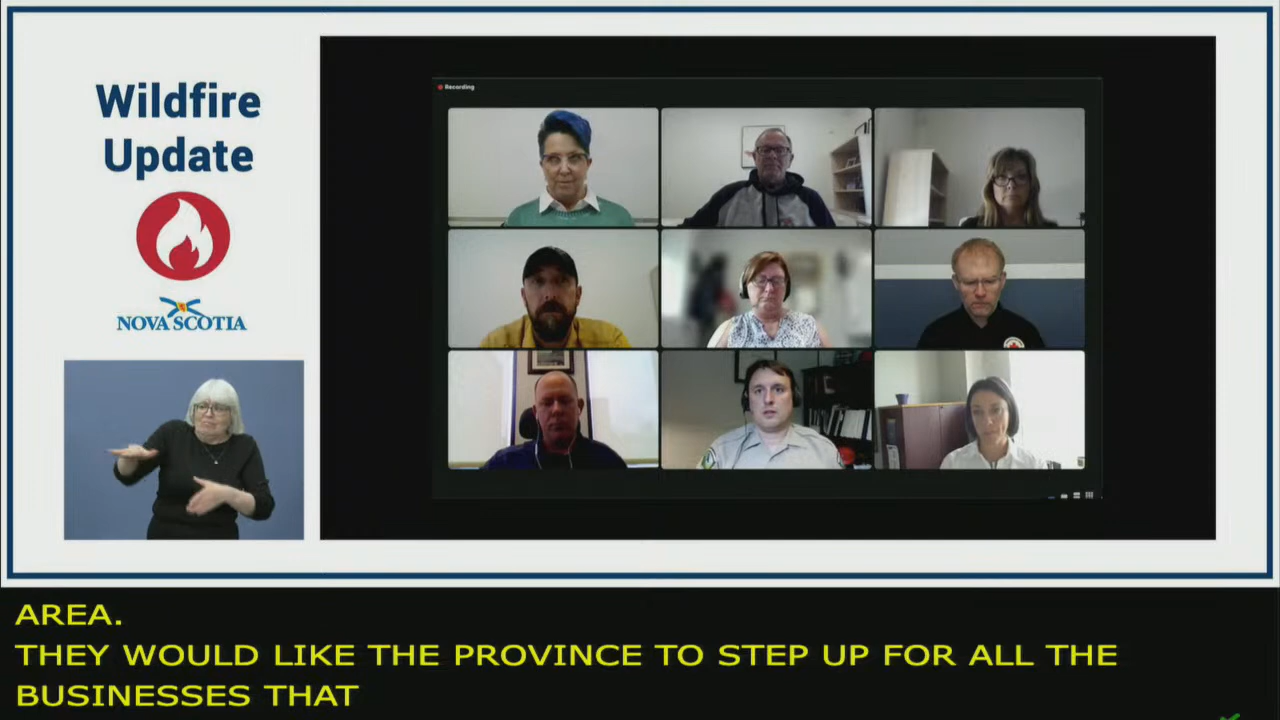 Wildfire
Update
NOVA SCOTIA
Recording
AREA.
THEY WOULD LIKE THE PROVINCE TO STEP UP FOR ALL THE
BUSINESSES THAT